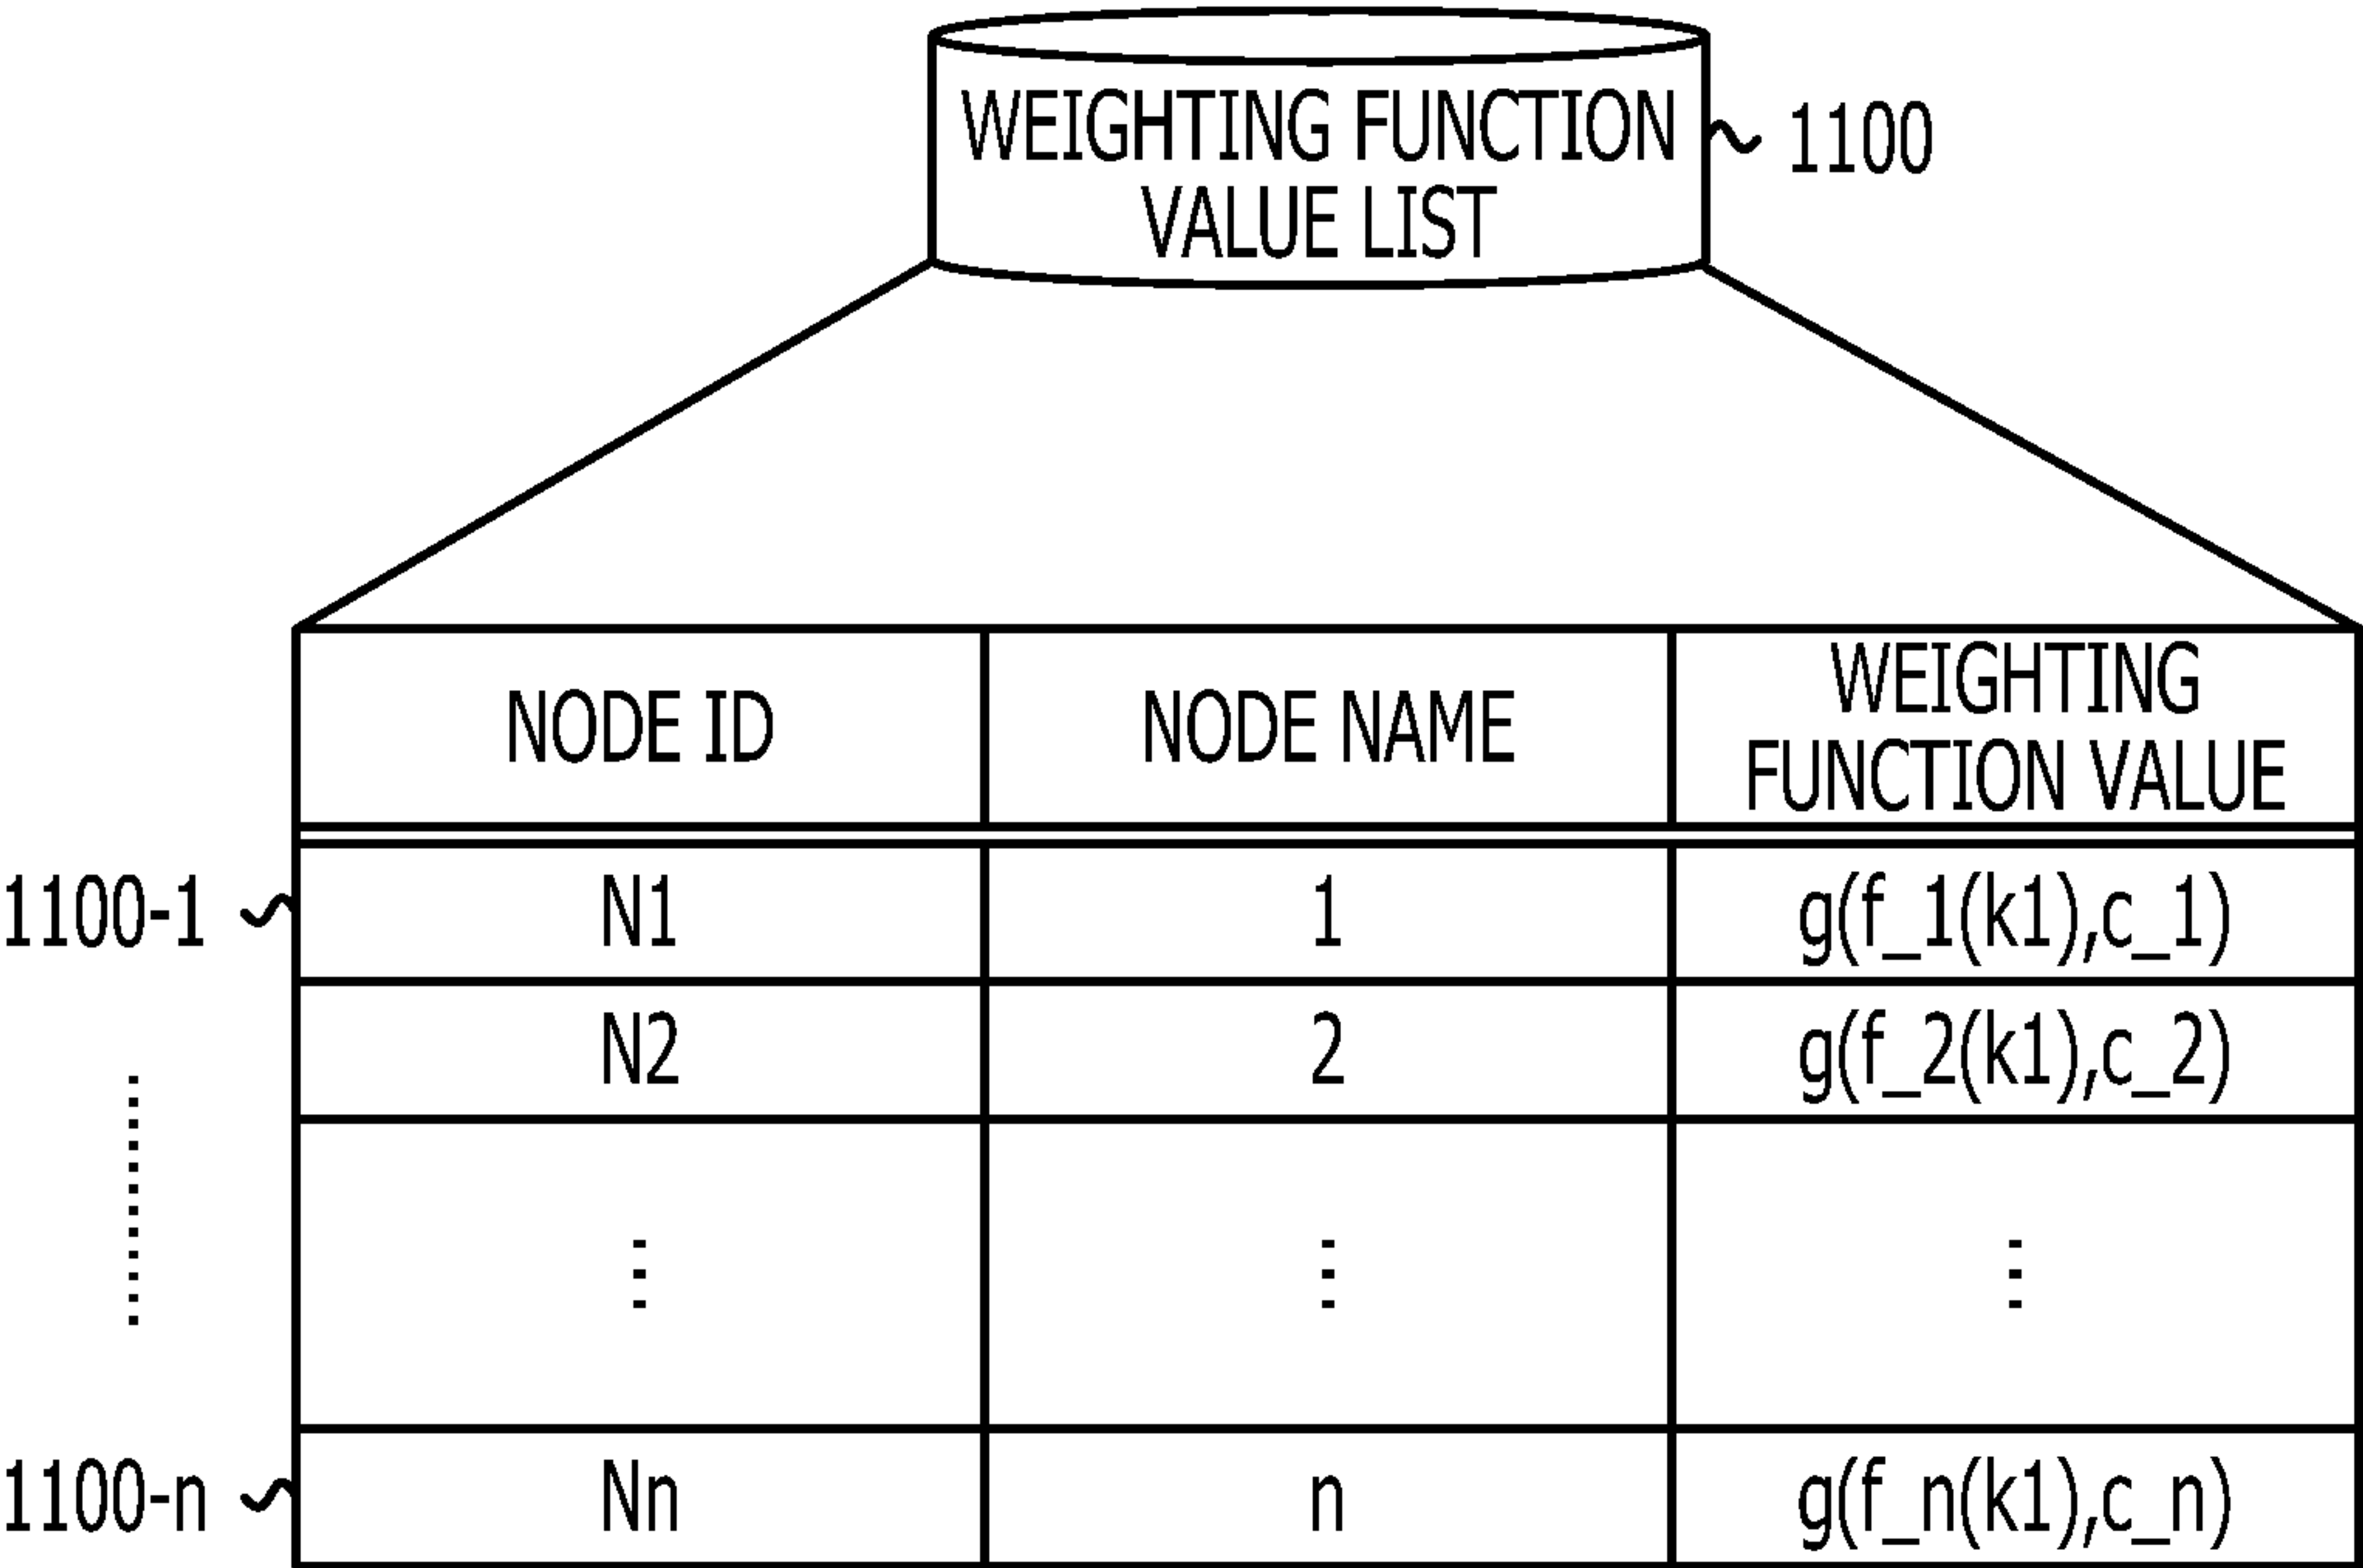 WEIGHTING FUNCTION
VALUE LIST
1100
NODE ID
NODE NAME
WEIGHTING
FUNCTION VALUE
1100-1
N1
1
g(f_1(k1),c_1)
N2
2
g(f_2(k1),c_2)
1100-n
Nn
n
g(f_n(k1),c_n)